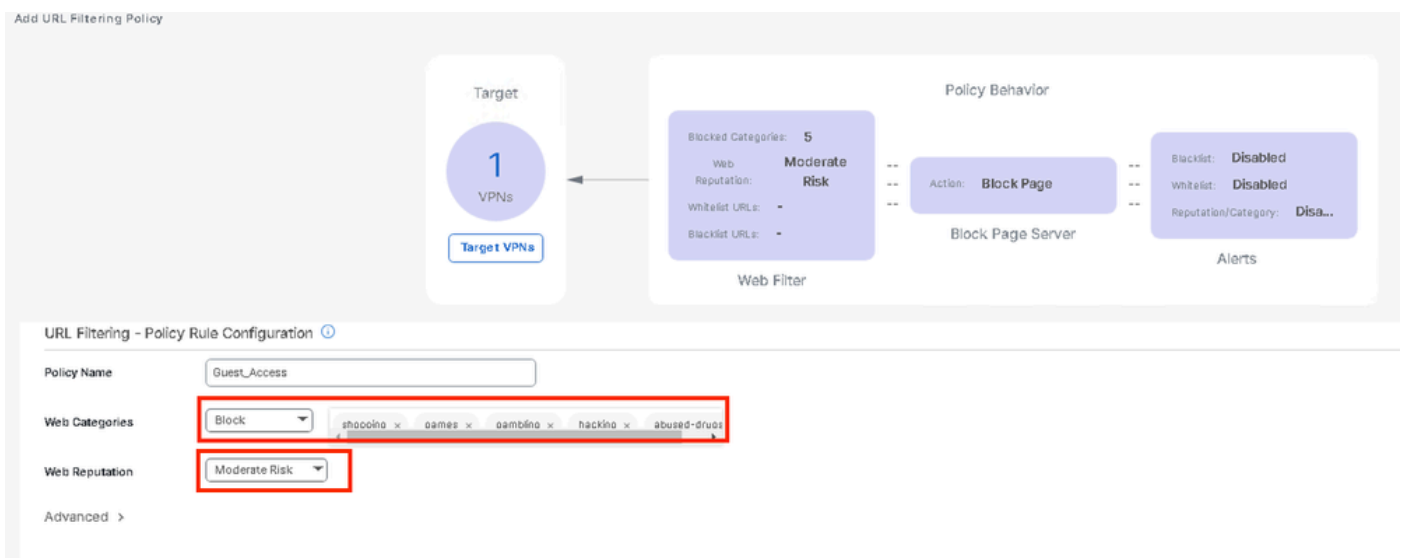 Add URL Filtering Policy
Target
1
VPNs
Target VPNs
Policy Behavior
Blocked Categories: 5
Web Reputation: Moderate Risk
Whitelist URLs: -
Blacklist URLs: -
Web Filter
-- -- --
Action: Block Page
Block Page Server
-- -- --
Blacklist: Disabled
Whitelist: Disabled
Reputation/Category: Disa...
Alerts
URL Filtering - Policy Rule Configuration
Policy Name Guest_Access
Web Categories Block shopping x games x gambling x hacking x abused-drugs
Web Reputation Moderate Risk
Advanced >